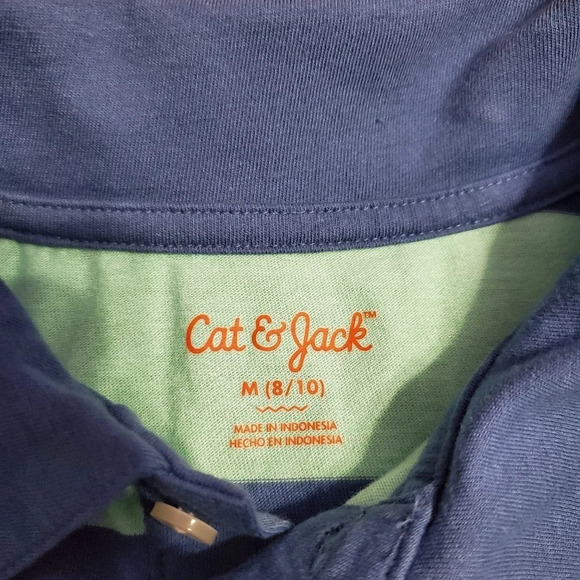 Cat & Jack™
M (8/10)
MADE IN INDONESIA
HECHO EN INDONESIA